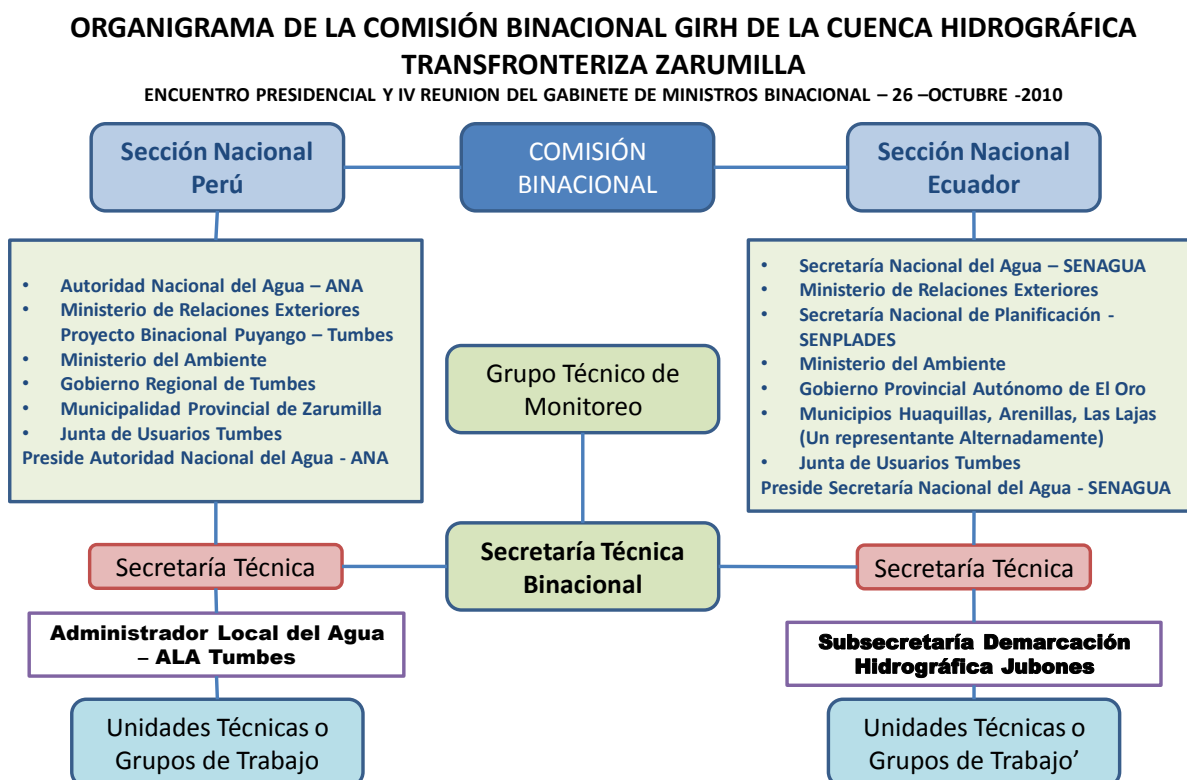 ORGANIGRAMA DE LA COMISIÓN BINACIONAL GIRH DE LA CUENCA HIDROGRÁFICA
TRANSFRONTERIZA ZARUMILLA
ENCUENTRO PRESIDENCIAL Y IV REUNION DEL GABINETE DE MINISTROS BINACIONAL – 26 –OCTUBRE -2010
Sección Nacional
Perú
COMISIÓN
BINACIONAL
Sección Nacional
Ecuador
• Autoridad Nacional del Agua – ANA
• Ministerio de Relaciones Exteriores
Proyecto Binacional Puyango – Tumbes
• Ministerio del Ambiente
• Gobierno Regional de Tumbes
• Municipalidad Provincial de Zarumilla
• Junta de Usuarios Tumbes
Preside Autoridad Nacional del Agua - ANA
• Secretaría Nacional del Agua – SENAGUA
• Ministerio de Relaciones Exteriores
• Secretaría Nacional de Planificación -
SENPLADES
• Ministerio del Ambiente
• Gobierno Provincial Autónomo de El Oro
• Municipios Huaquillas, Arenillas, Las Lajas
(Un representante Alternadamente)
• Junta de Usuarios Tumbes
Preside Secretaría Nacional del Agua - SENAGUA
Grupo Técnico de
Monitoreo
Secretaría Técnica
Secretaría Técnica
Binacional
Secretaría Técnica
Administrador Local del Agua
– ALA Tumbes
Subsecretaría Demarcación
Hidrográfica Jubones
Unidades Técnicas o
Grupos de Trabajo
Unidades Técnicas o
Grupos de Trabajo’